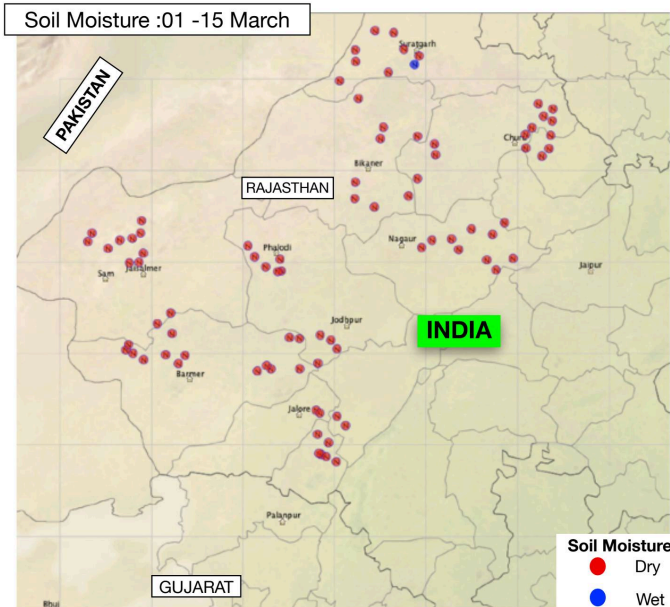 Soil Moisture :01 -15 March
PAKISTAN
Suratgarh
Churu
Bikaner
RAJASTHAN
Nagaur
Phalodi
Jaipur
Sam
Jaisalmer
Jodhpur
INDIA
Barmer
Jalore
Palanpur
GUJARAT
Bhuj
Soil Moisture
Dry
Wet